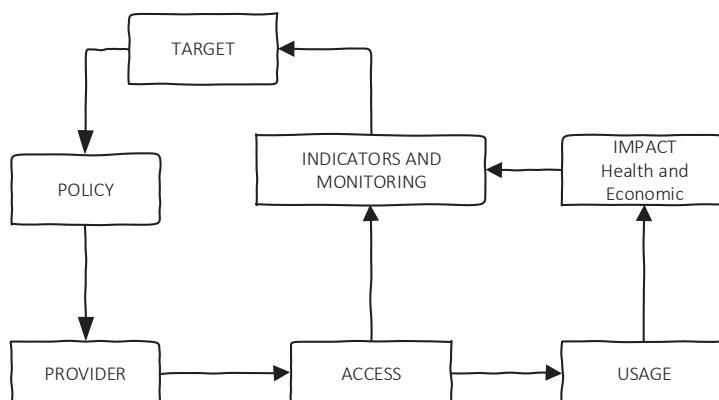 TARGET
INDICATORS AND
MONITORING
IMPACT
Health and
Economic
POLICY
PROVIDER
ACCESS
USAGE